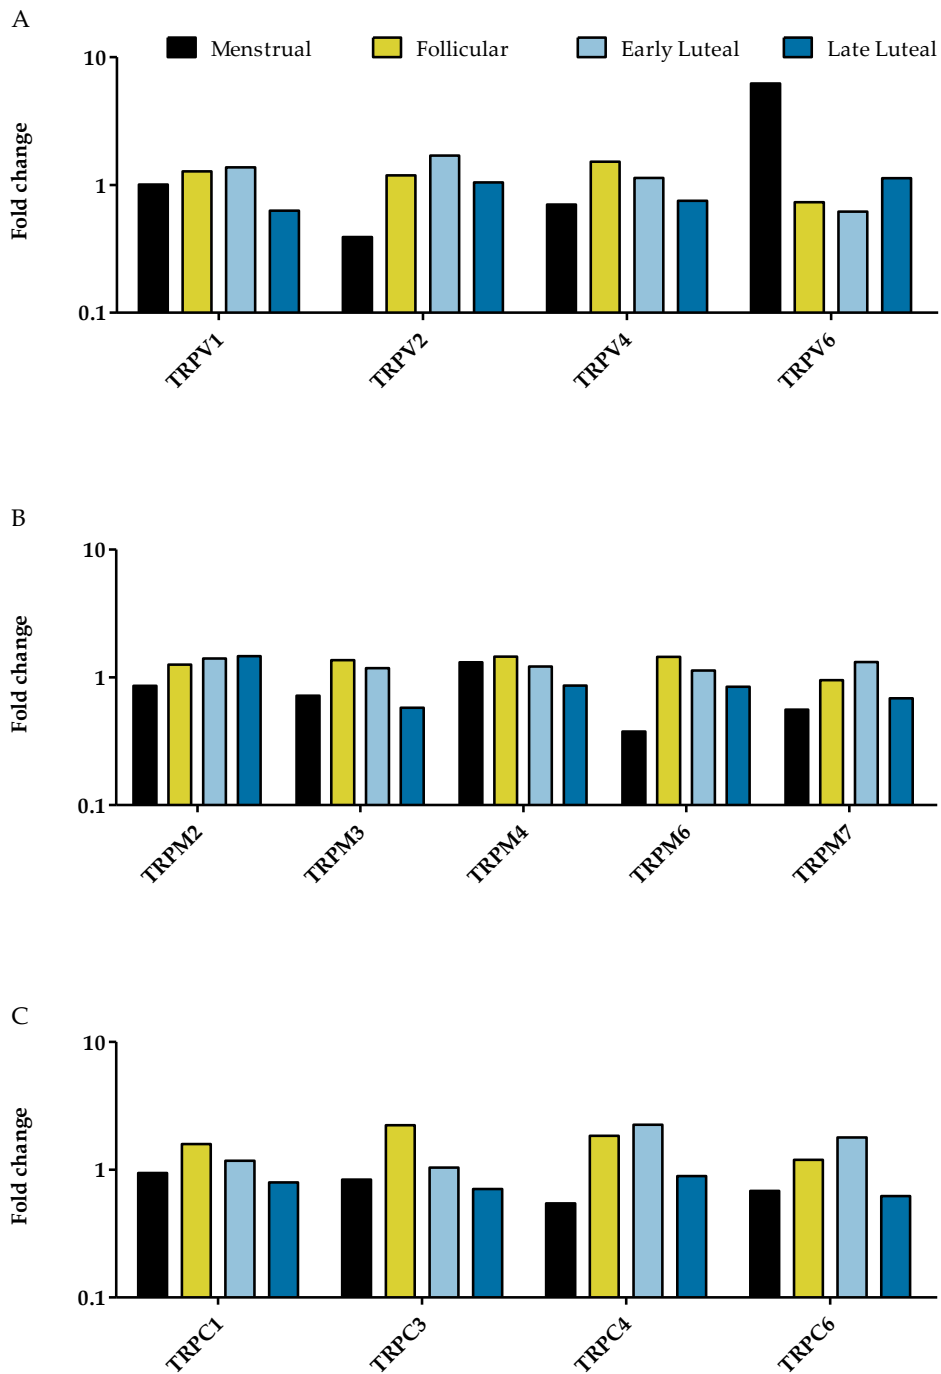 A
Menstrual Follicular Early Luteal Late Luteal
10
1
0.1
Fold change
TRPV1 TRPV2 TRPV4 TRPV6
B
10
1
0.1
Fold change
TRPM2 TRPM3 TRPM4 TRPM6 TRPM7
C
10
1
0.1
Fold change
TRPC1 TRPC3 TRPC4 TRPC6